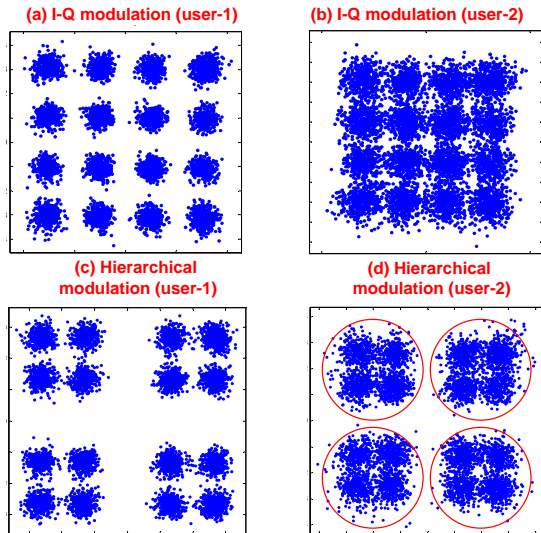 (a) I-Q modulation (user-1)
(b) I-Q modulation (user-2)
(c) Hierarchical
modulation (user-1)
(d) Hierarchical
modulation (user-2)